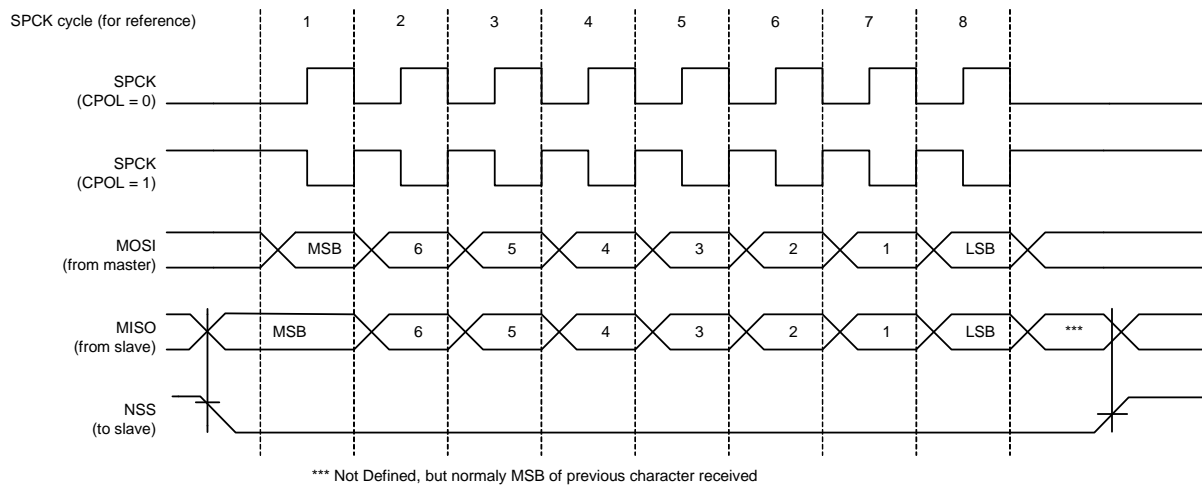 SPCK cycle (for reference) 1 2 3 4 5 6 7 8
SPCK
(CPOL = 0)
SPCK
(CPOL = 1)
MOSI
(from master)
MSB 6 5 4 3 2 1 LSB
MISO
(from slave)
MSB 6 5 4 3 2 1 LSB ***
NSS
(to slave)
*** Not Defined, but normaly MSB of previous character received